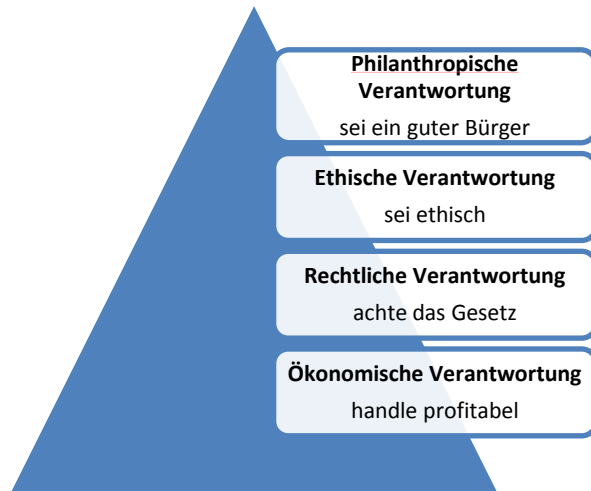 Philanthropische
Verantwortung
sei ein guter Bürger
Ethische Verantwortung
sei ethisch
Rechtliche Verantwortung
achte das Gesetz
Ökonomische Verantwortung
handle profitabel